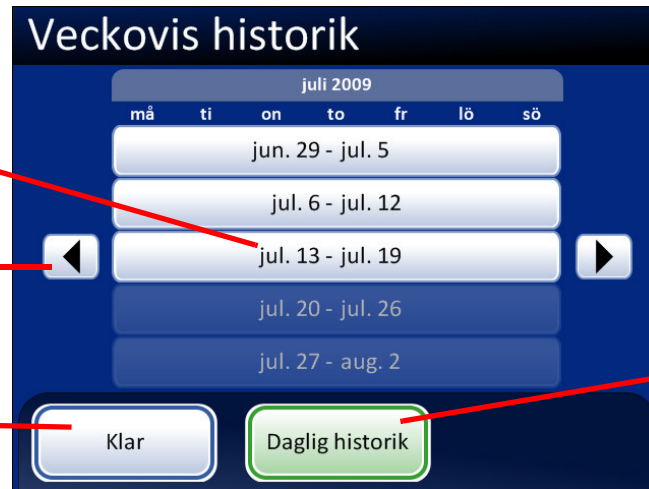 Veckovis historik
juli 2009
må ti on to fr lö sö
jun. 29 - jul. 5
jul. 6 - jul. 12
jul. 13 - jul. 19
jul. 20 - jul. 26
jul. 27 - aug. 2
Klar Daglig historik